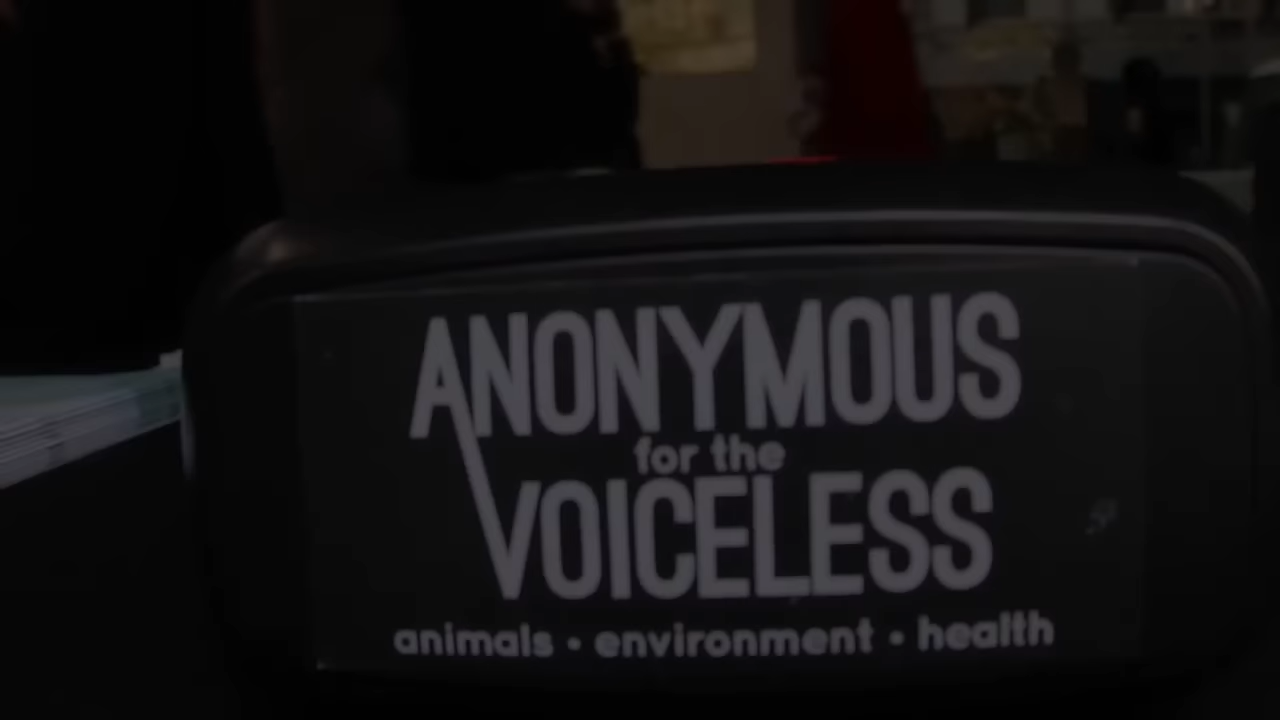 ANONYMOUS
for the
VOICELESS
animals • environment • health